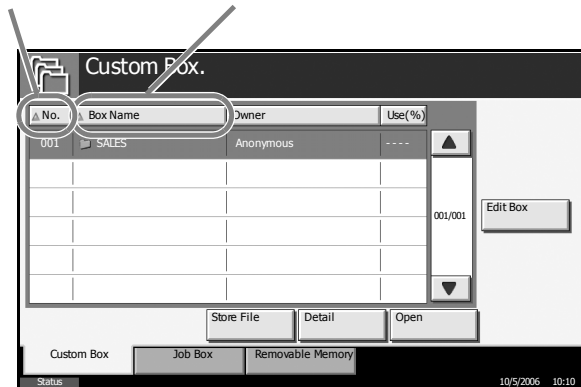 Custom Box.
No. Box Name Owner Use(%)
001 SALES Anonymous ----
001/001
Edit Box
Store File Detail Open
Custom Box Job Box Removable Memory
Status 10/5/2006 10:10